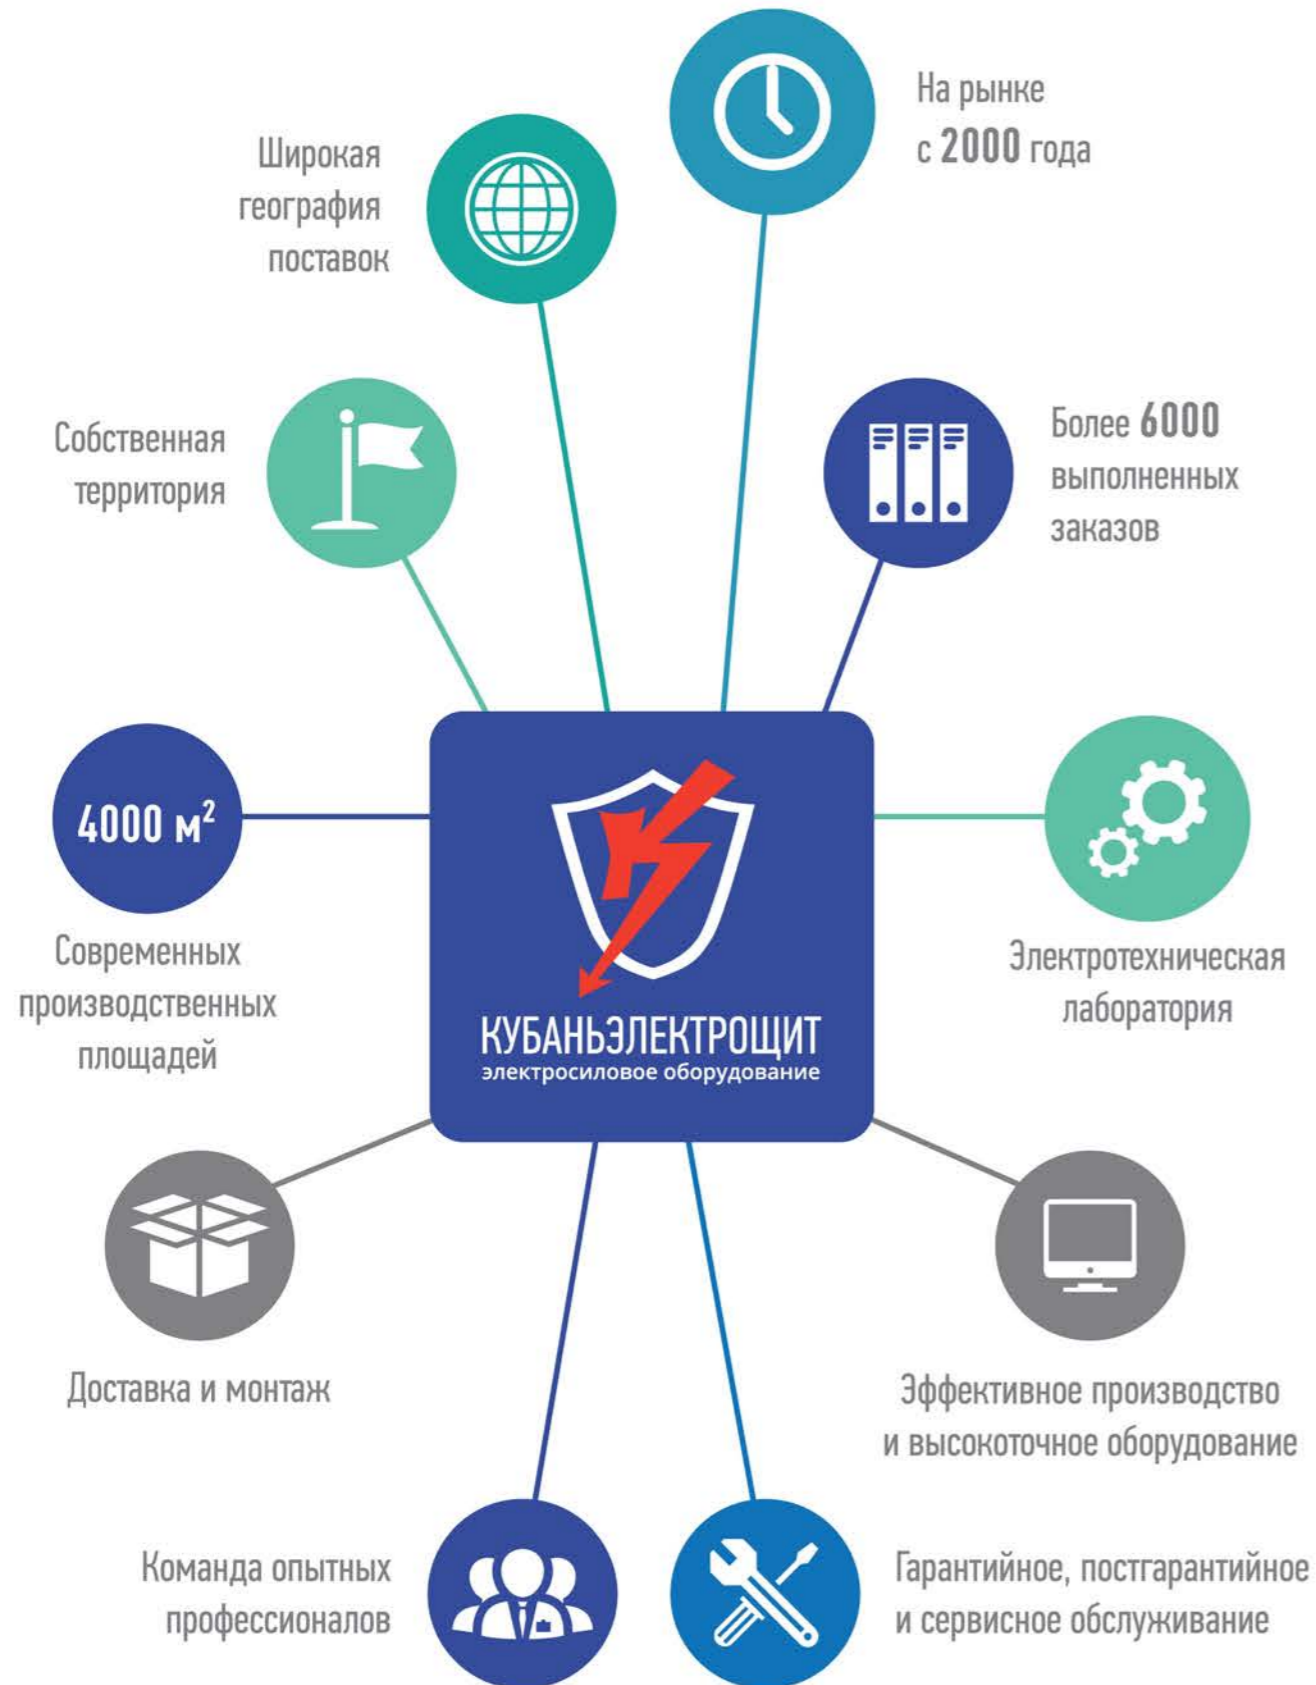 На рынке
с 2000 года
Широкая
география
поставок
Собственная
территория
Более 6000
выполненных
заказов
4000 м²
Современных
производственных
площадей
КУБАНЬЭЛЕКТРОЩИТ
электросиловое оборудование
Электротехническая
лаборатория
Доставка и монтаж
Эффективное производство
и высокоточное оборудование
Команда опытных
профессионалов
Гарантийное, постгарантийное
и сервисное обслуживание